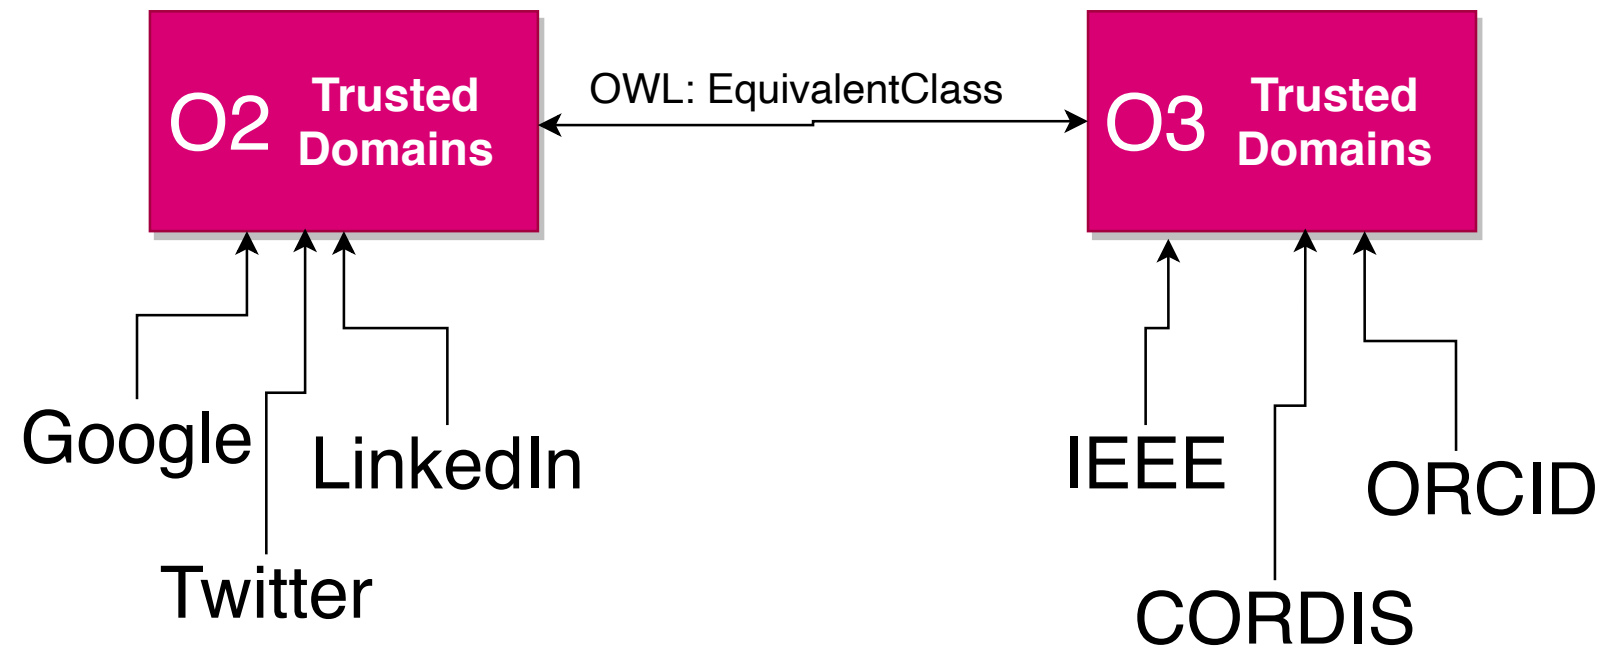 O2
Trusted
Domains
OWL: EquivalentClass
O3
Trusted
Domains
Google
LinkedIn
Twitter
IEEE
ORCID
CORDIS